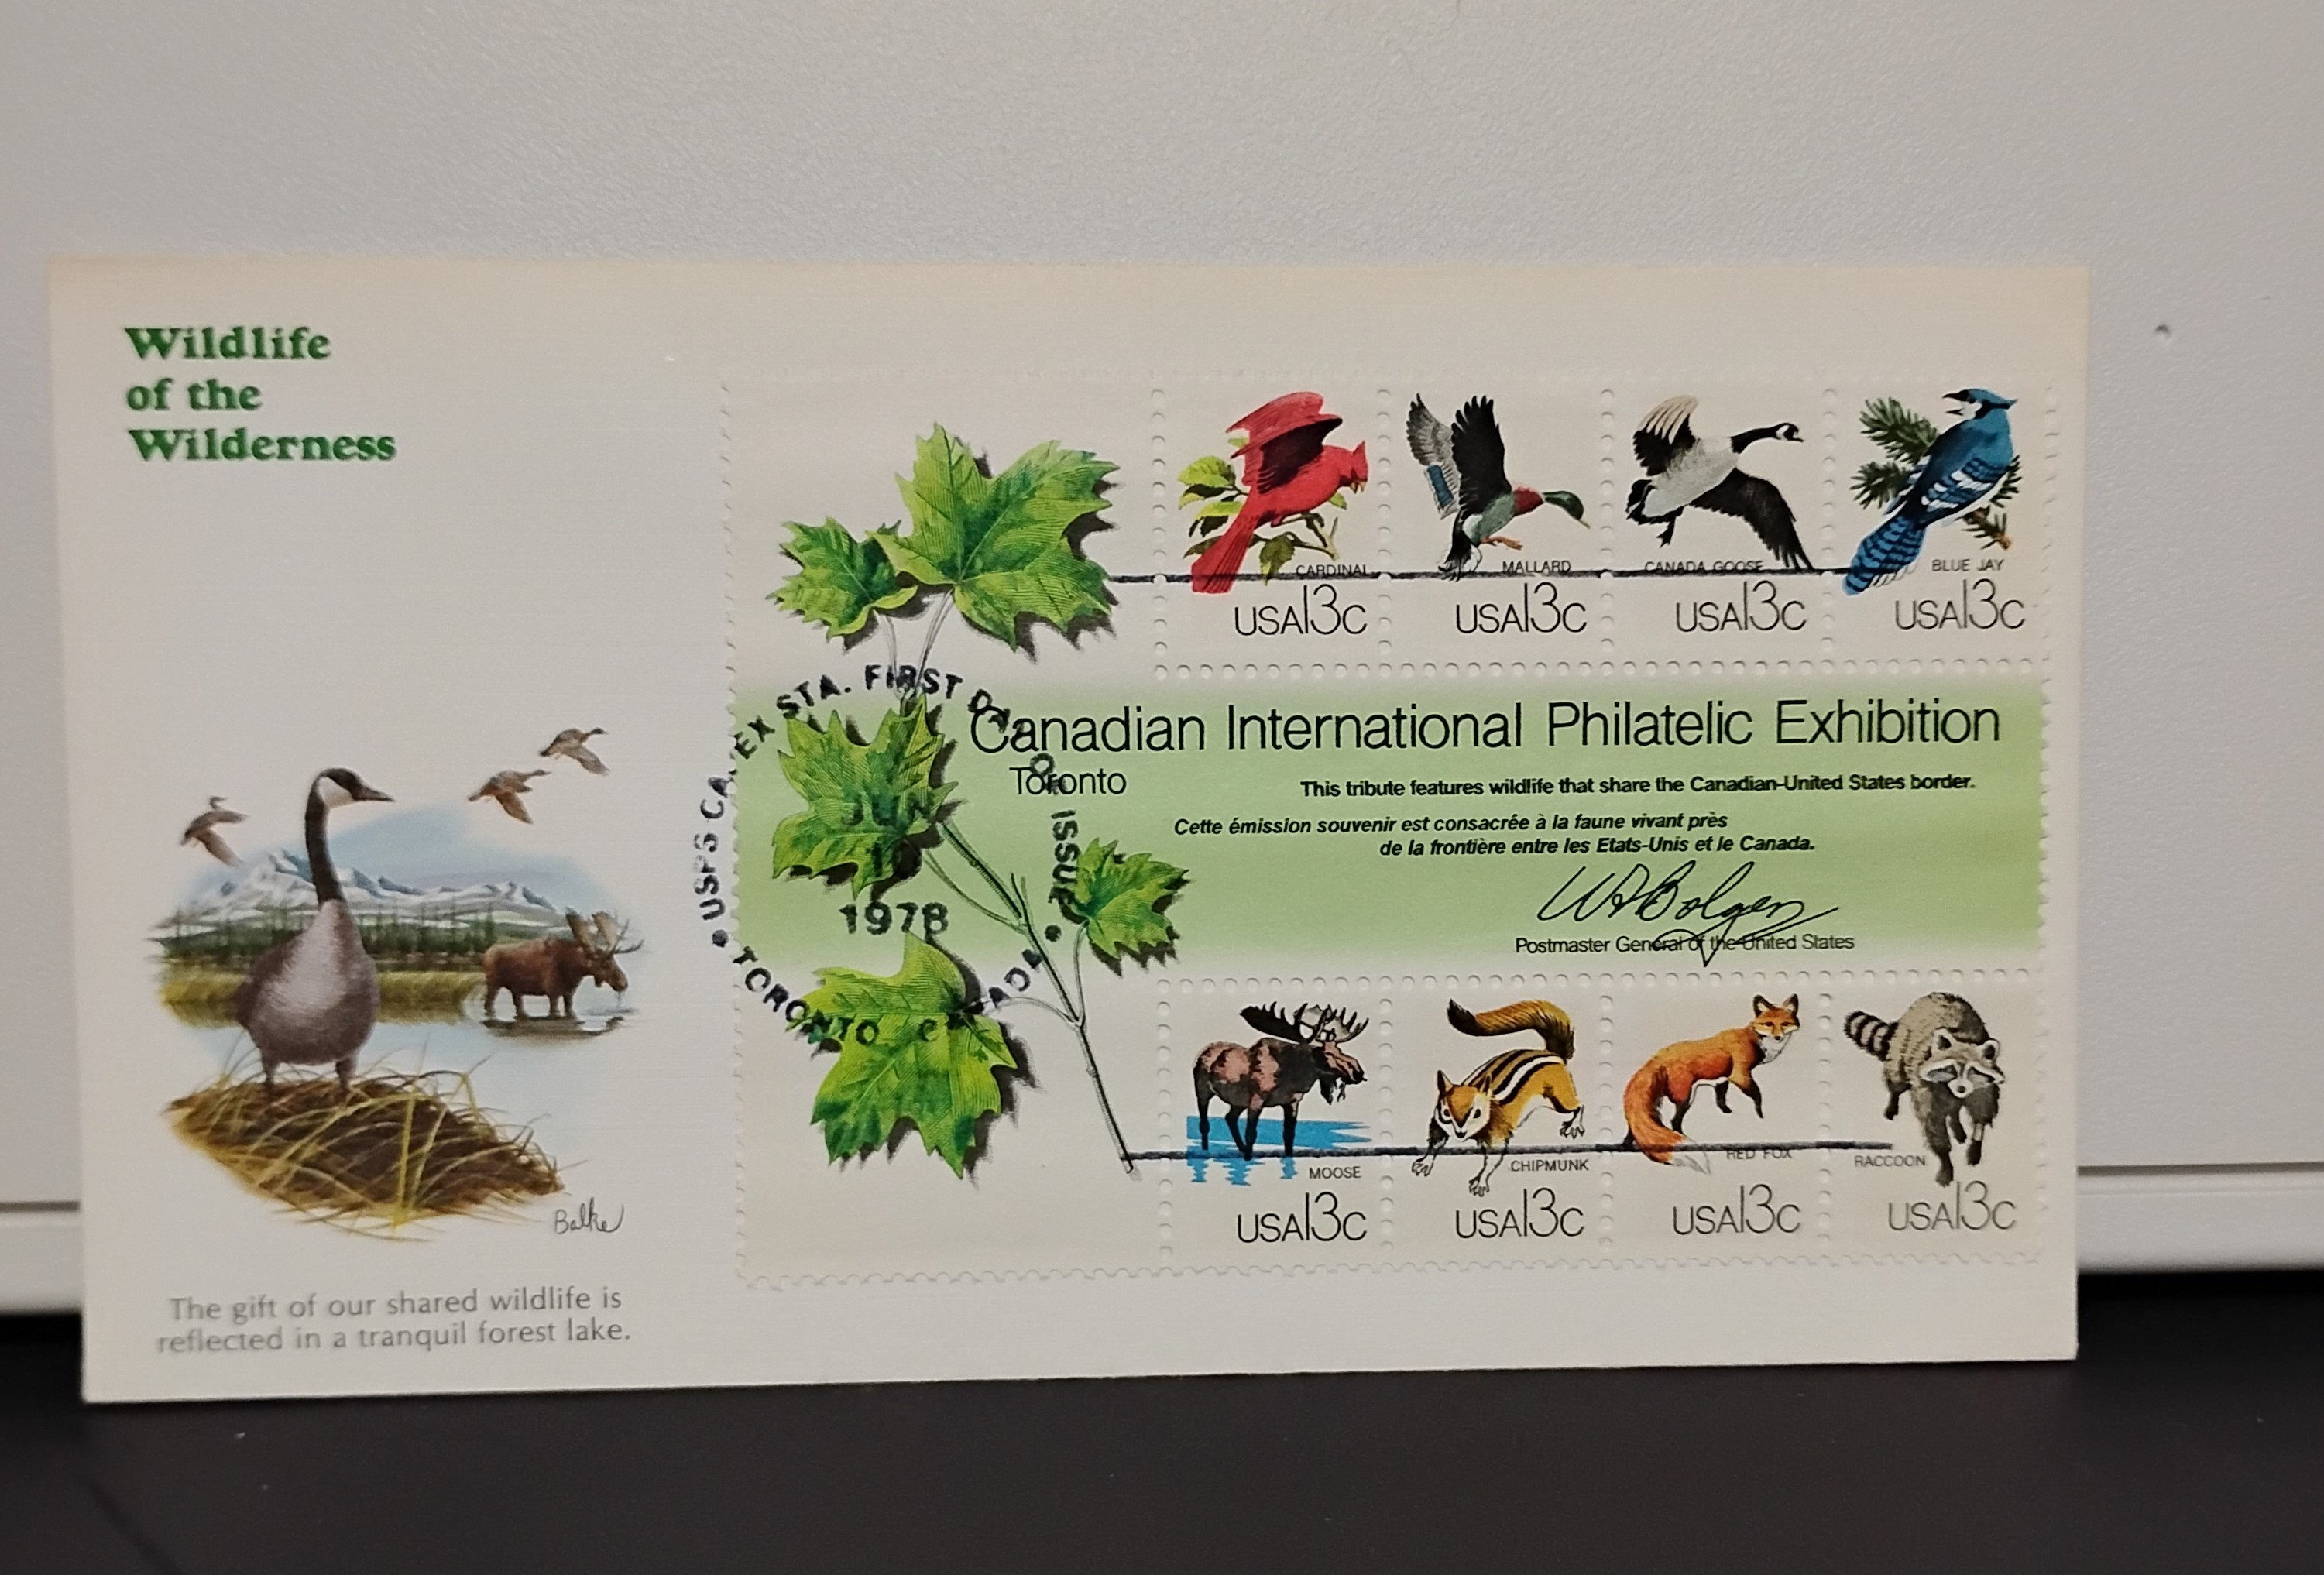 Wildlife
of the
Wilderness
Balke
The gift of our shared wildlife is
reflected in a tranquil forest lake.
• USPS CAPEX STA. FIRST DAY OF ISSUE •
JUN
10
1978
TORONTO CANADA
CARDINAL
USA13c
MALLARD
USA13c
CANADA GOOSE
USA13c
BLUE JAY
USA13c
Canadian International Philatelic Exhibition
Toronto
This tribute features wildlife that share the Canadian-United States border.
Cette émission souvenir est consacrée à la faune vivant près
de la frontière entre les Etats-Unis et le Canada.
WFBolger
Postmaster General of the United States
MOOSE
USA13c
CHIPMUNK
USA13c
RED FOX
USA13c
RACCOON
USA13c